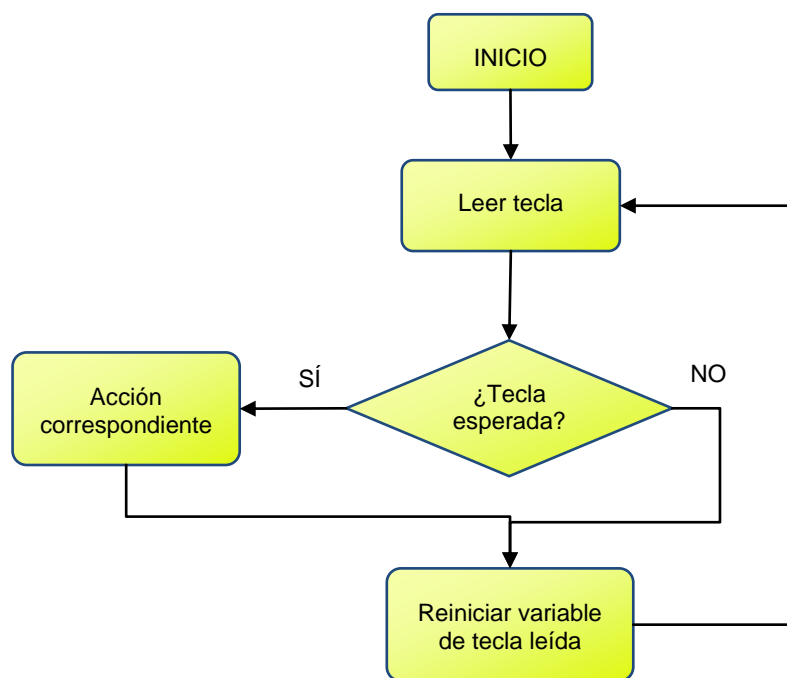 INICIO
Leer tecla
¿Tecla
esperada?
SÍ
NO
Acción
correspondiente
Reiniciar variable
de tecla leída